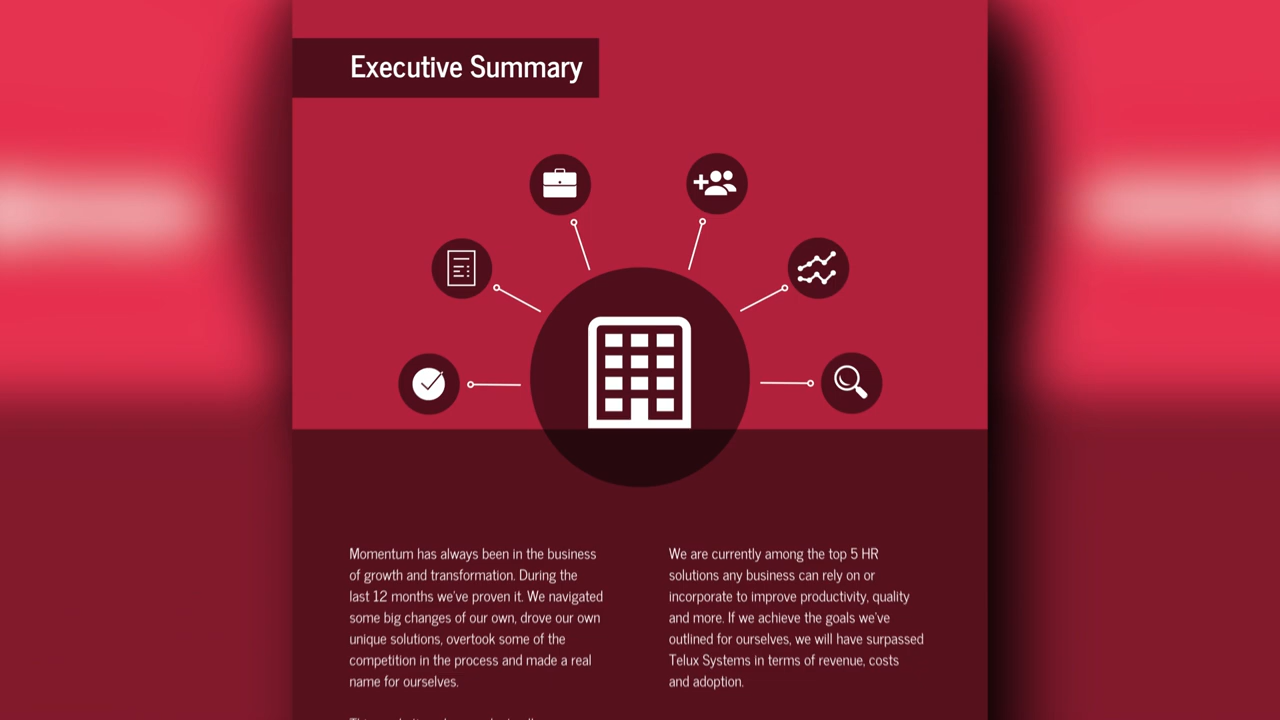 Executive Summary
Momentum has always been in the business
of growth and transformation. During the
last 12 months we've proven it. We navigated
some big changes of our own, drove our own
unique solutions, overtook some of the
competition in the process and made a real
name for ourselves.
We are currently among the top 5 HR
solutions any business can rely on or
incorporate to improve productivity, quality
and more. If we achieve the goals we've
outlined for ourselves, we will have surpassed
Telux Systems in terms of revenue, costs
and adoption.